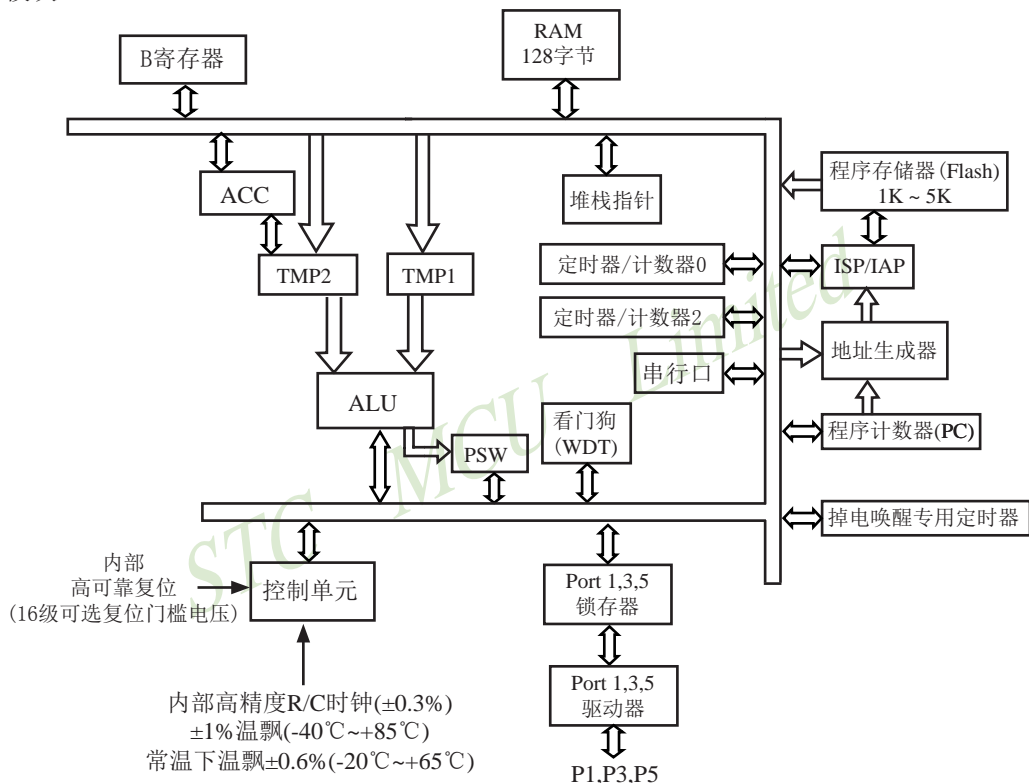 B寄存器
RAM
128字节
ACC
堆栈指针
程序存储器(Flash)
1K ~ 5K
TMP2
TMP1
定时器/计数器0
ISP/IAP
定时器/计数器2
地址生成器
串行口
ALU
看门狗
(WDT)
程序计数器(PC)
PSW
掉电唤醒专用定时器
内部
高可靠复位
(16级可选复位门槛电压)
控制单元
Port 1,3,5
锁存器
内部高精度R/C时钟(±0.3%)
±1%温飘(-40℃~+85℃)
常温下温飘±0.6%(-20℃~+65℃)
Port 1,3,5
驱动器
P1,P3,P5
STC MCU Limited